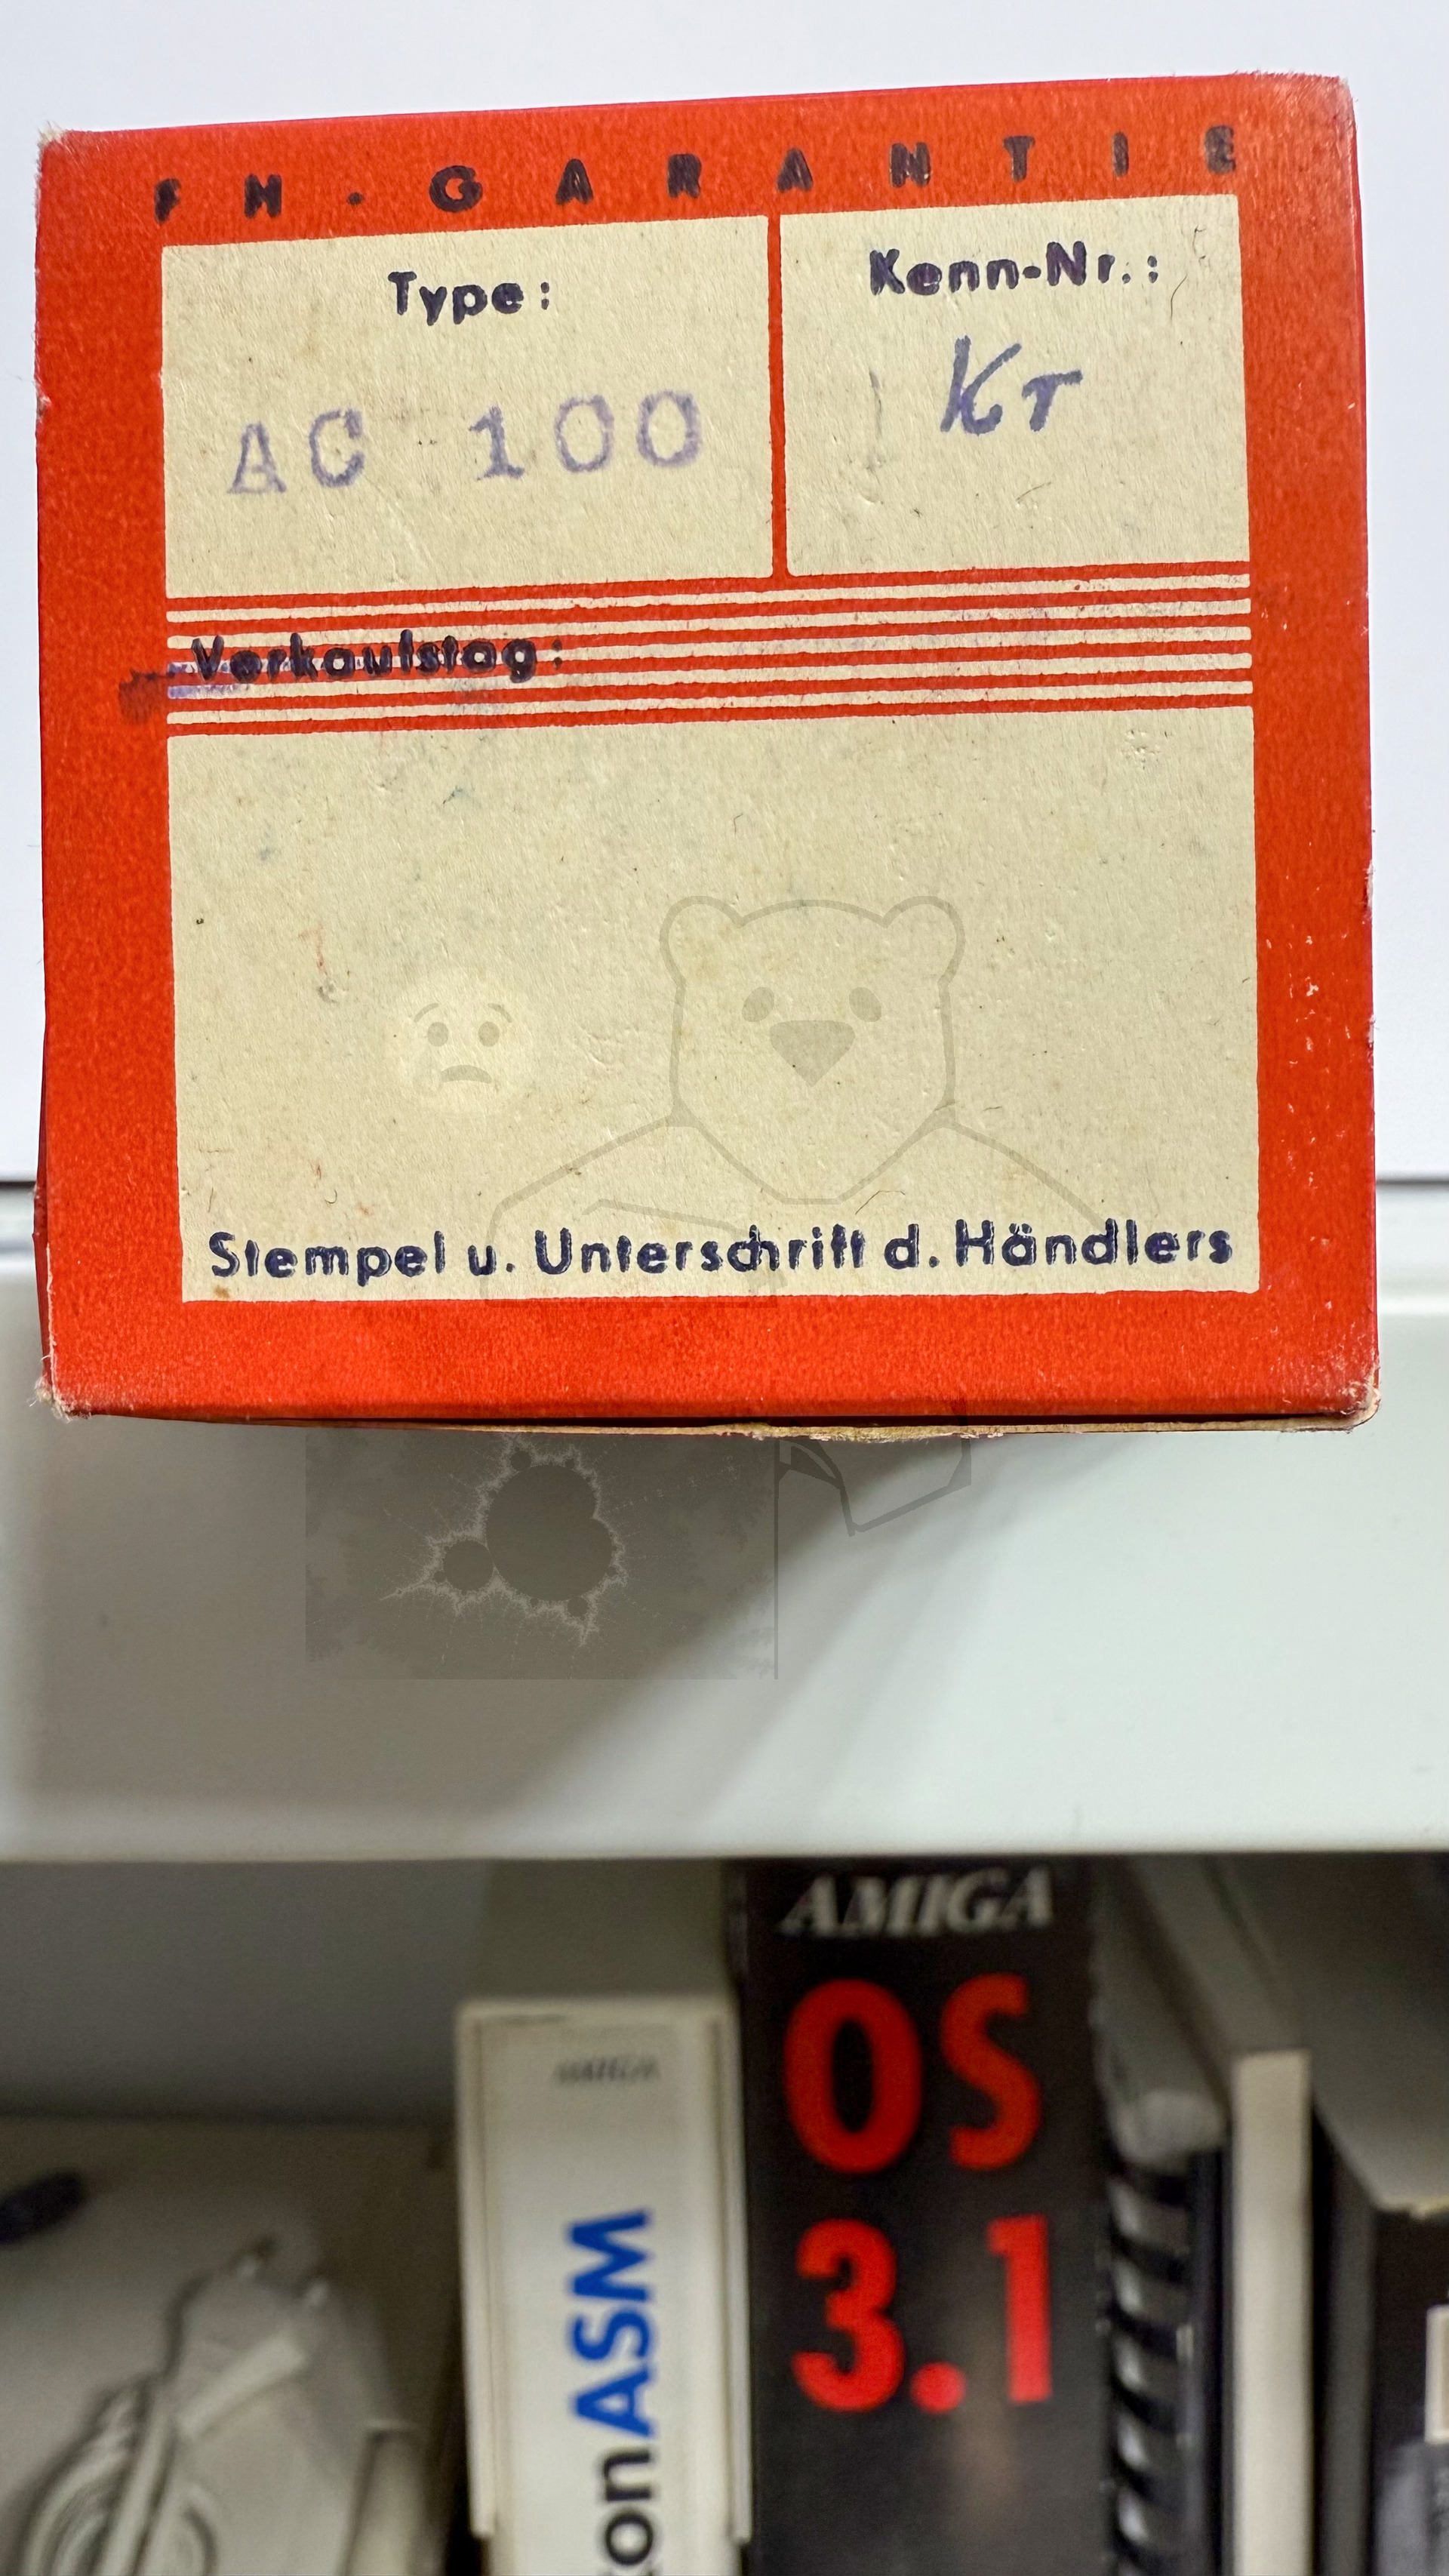 FH·GARANTIE
Type:
Kenn-Nr.:
AC 100
Kr
Verkaufstag:
Stempel u. Unterschrift d. Händlers
AMIGA
OS
3.1
AMIGA
onASM